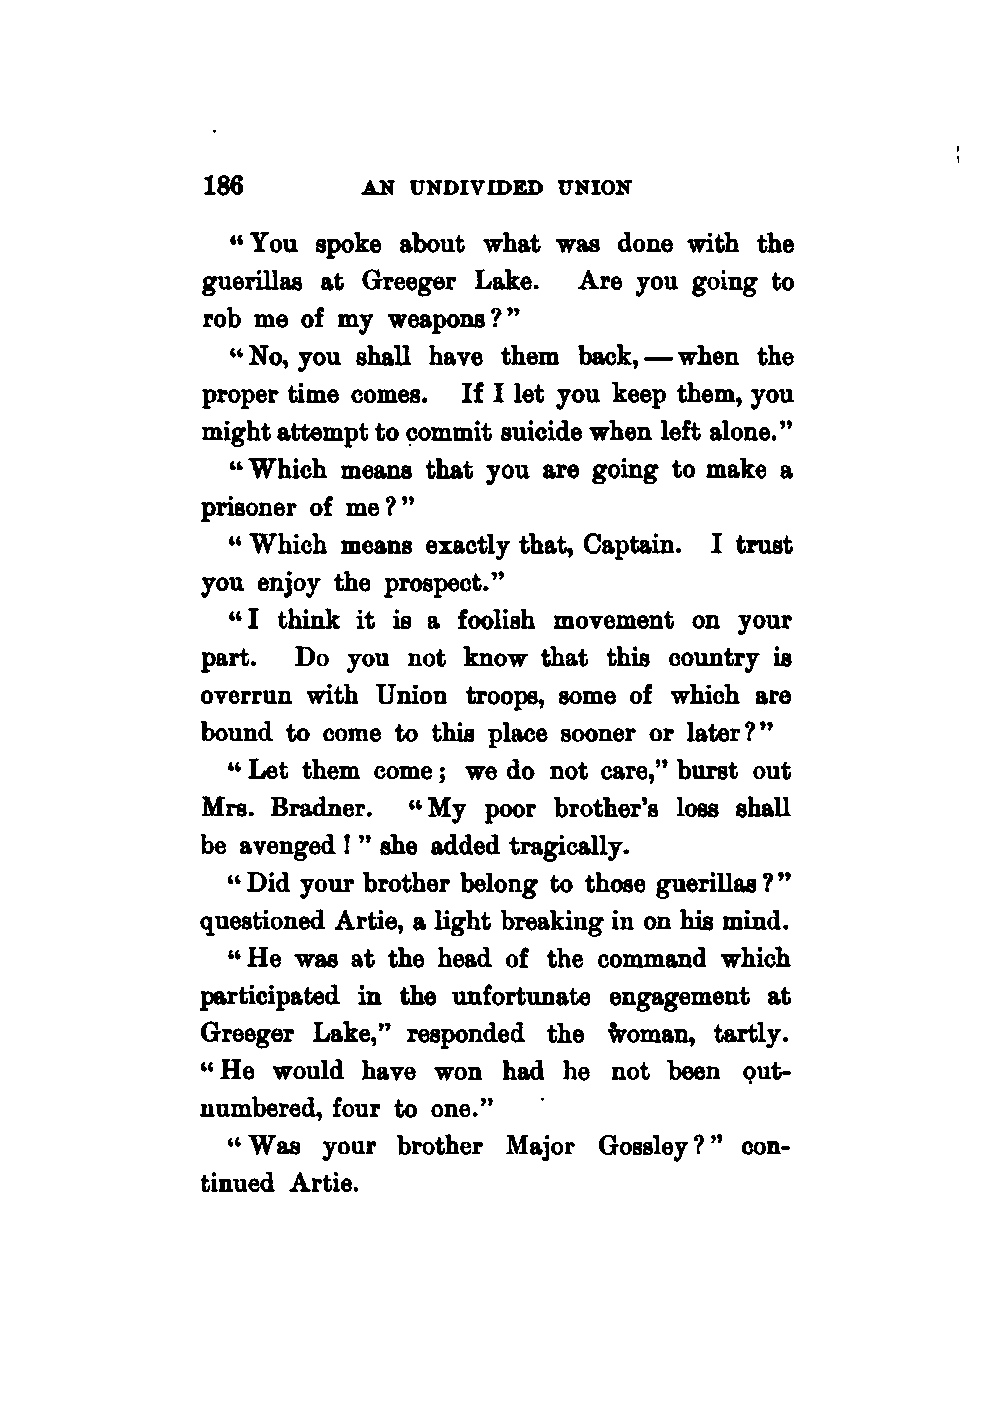 186 AN UNDIVIDED UNION
“You spoke about what was done with the
guerillas at Greeger Lake. Are you going to
rob me of my weapons?”
“No, you shall have them back,—when the
proper time comes. If I let you keep them, you
might attempt to commit suicide when left alone.”
“Which means that you are going to make a
prisoner of me?”
“Which means exactly that, Captain. I trust
you enjoy the prospect.”
“I think it is a foolish movement on your
part. Do you not know that this country is
overrun with Union troops, some of which are
bound to come to this place sooner or later?”
“Let them come; we do not care,” burst out
Mrs. Bradner. “My poor brother’s loss shall
be avenged!” she added tragically.
“Did your brother belong to those guerillas?”
questioned Artie, a light breaking in on his mind.
“He was at the head of the command which
participated in the unfortunate engagement at
Greeger Lake,” responded the woman, tartly.
“He would have won had he not been out-
numbered, four to one.”
“Was your brother Major Gossley?” con-
tinued Artie.